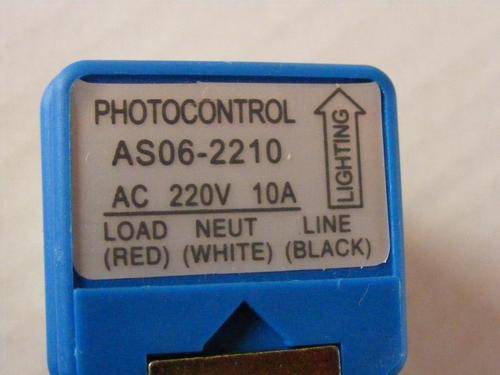 PHOTOCONTROL
AS06-2210
AC 220V 10A
LOAD NEUT LINE
(RED) (WHITE) (BLACK)
LIGHTING